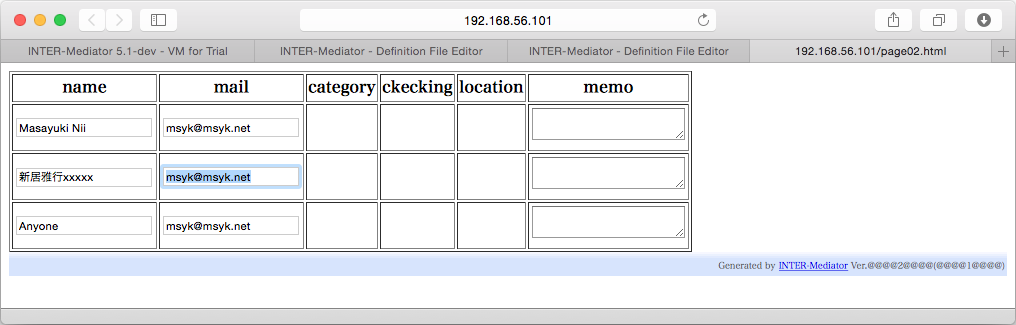 192.168.56.101
INTER-Mediator 5.1-dev - VM for Trial INTER-Mediator - Definition File Editor INTER-Mediator - Definition File Editor 192.168.56.101/page02.html
name mail category ckecking location memo
Masayuki Nii msyk@msyk.net
新居雅行xxxxx msyk@msyk.net
Anyone msyk@msyk.net
Generated by INTER-Mediator Ver.@@@@2@@@@(@@@@1@@@@)